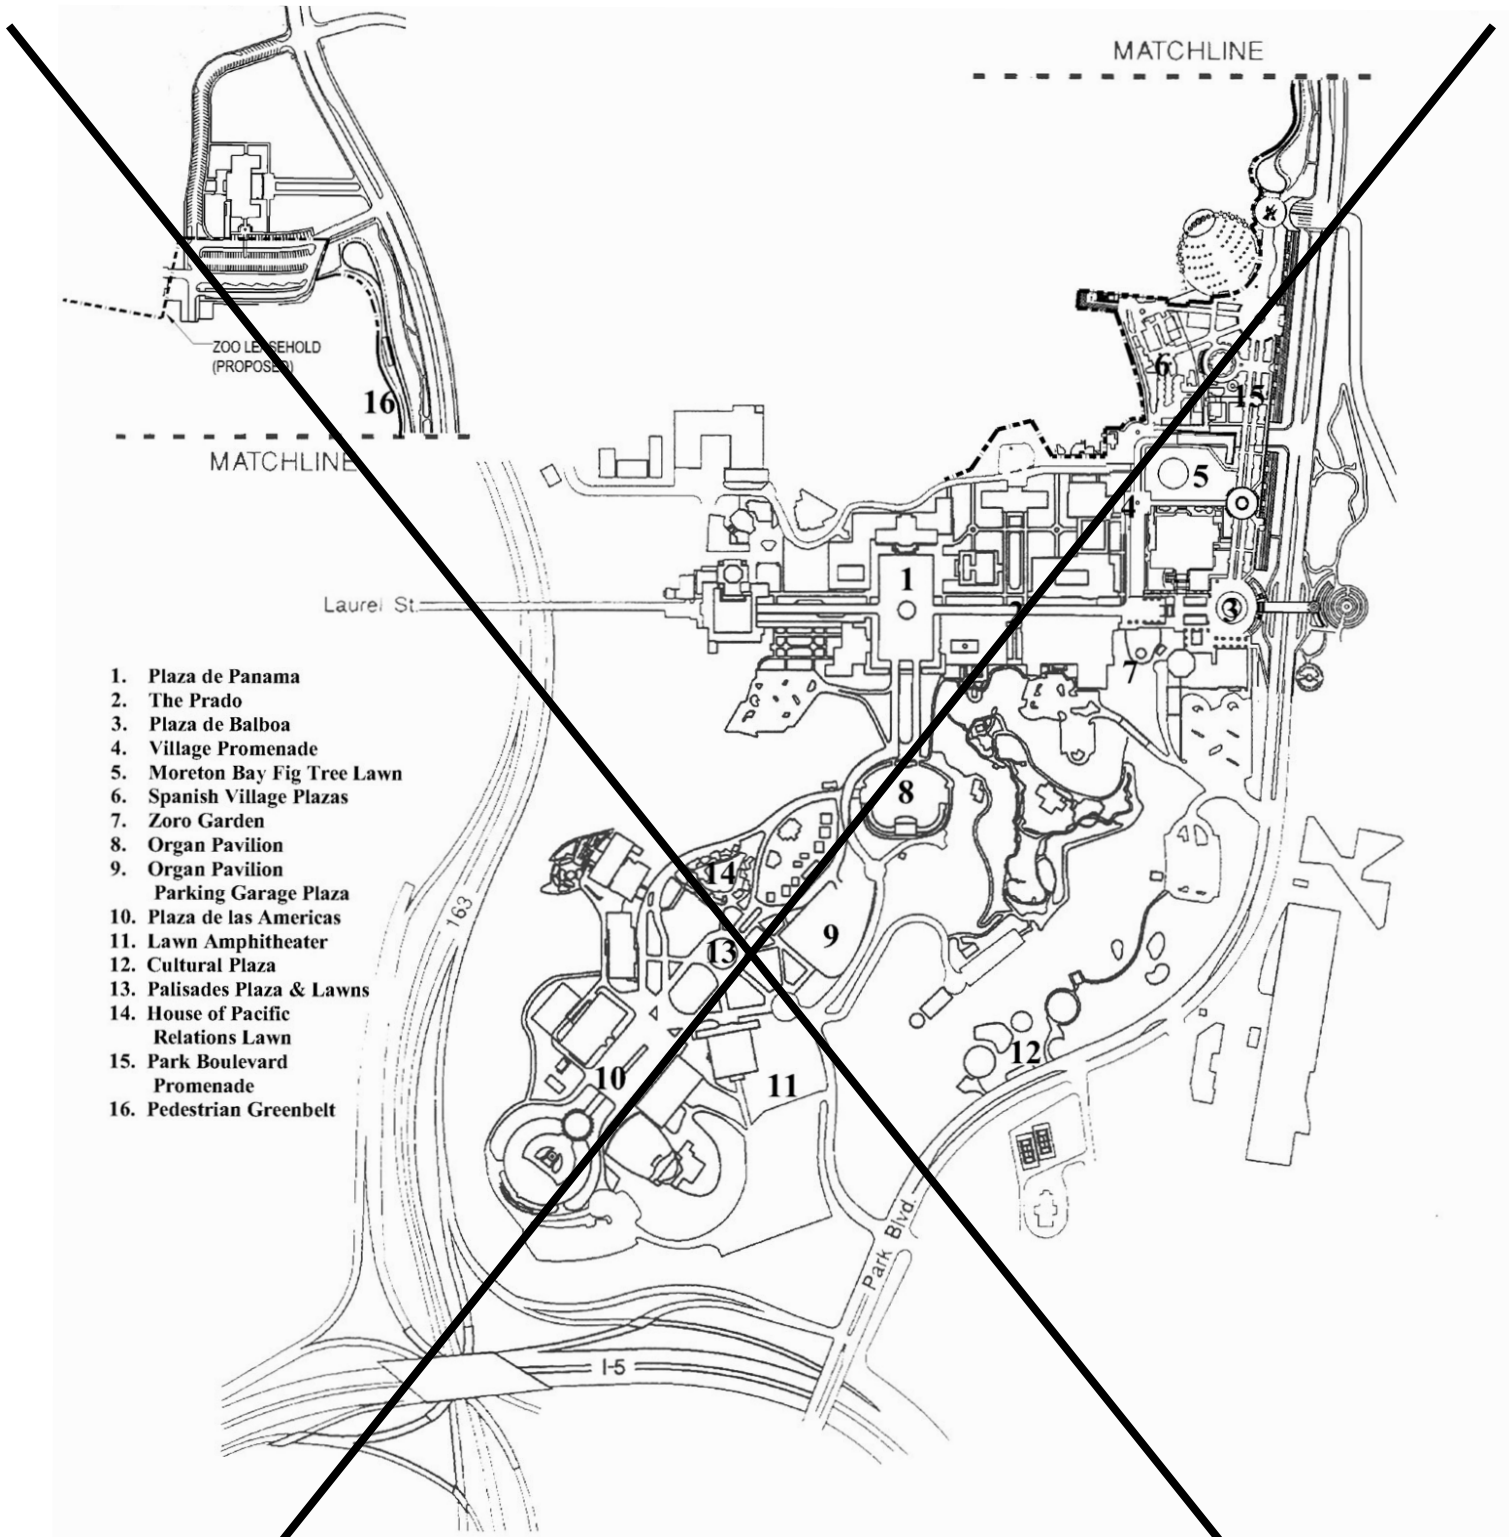 MATCHLINE
ZOO LEASEHOLD
(PROPOSED)
16
MATCHLINE
6
15
5
4
1
Laurel St.
2
3
7
1. Plaza de Panama
2. The Prado
3. Plaza de Balboa
4. Village Promenade
5. Moreton Bay Fig Tree Lawn
6. Spanish Village Plazas
7. Zoro Garden
8. Organ Pavilion
9. Organ Pavilion
Parking Garage Plaza
10. Plaza de las Americas
11. Lawn Amphitheater
12. Cultural Plaza
13. Palisades Plaza & Lawns
14. House of Pacific
Relations Lawn
15. Park Boulevard
Promenade
16. Pedestrian Greenbelt
8
14
163
9
13
12
10
11
Park Blvd.
I-5